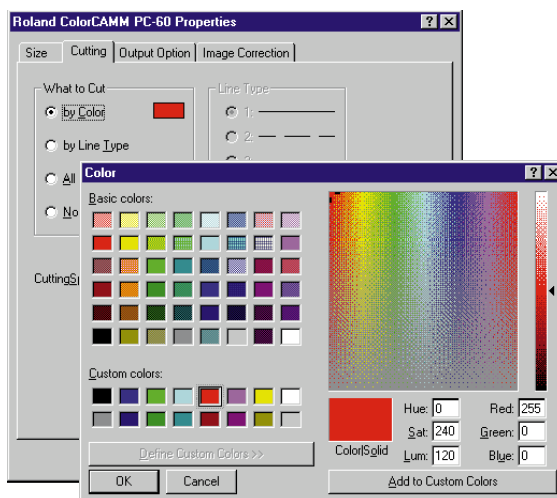 Roland ColorCAMM PC-60 Properties
Size Cutting Output Option Image Correction
What to Cut
by Color
by Line Type
All
No
Line Type
1:
2:
Color
Basic colors:
Custom colors:
Define Custom Colors >>
OK Cancel
Color|Solid
Hue: 0 Red: 255
Sat: 240 Green: 0
Lum: 120 Blue: 0
Add to Custom Colors